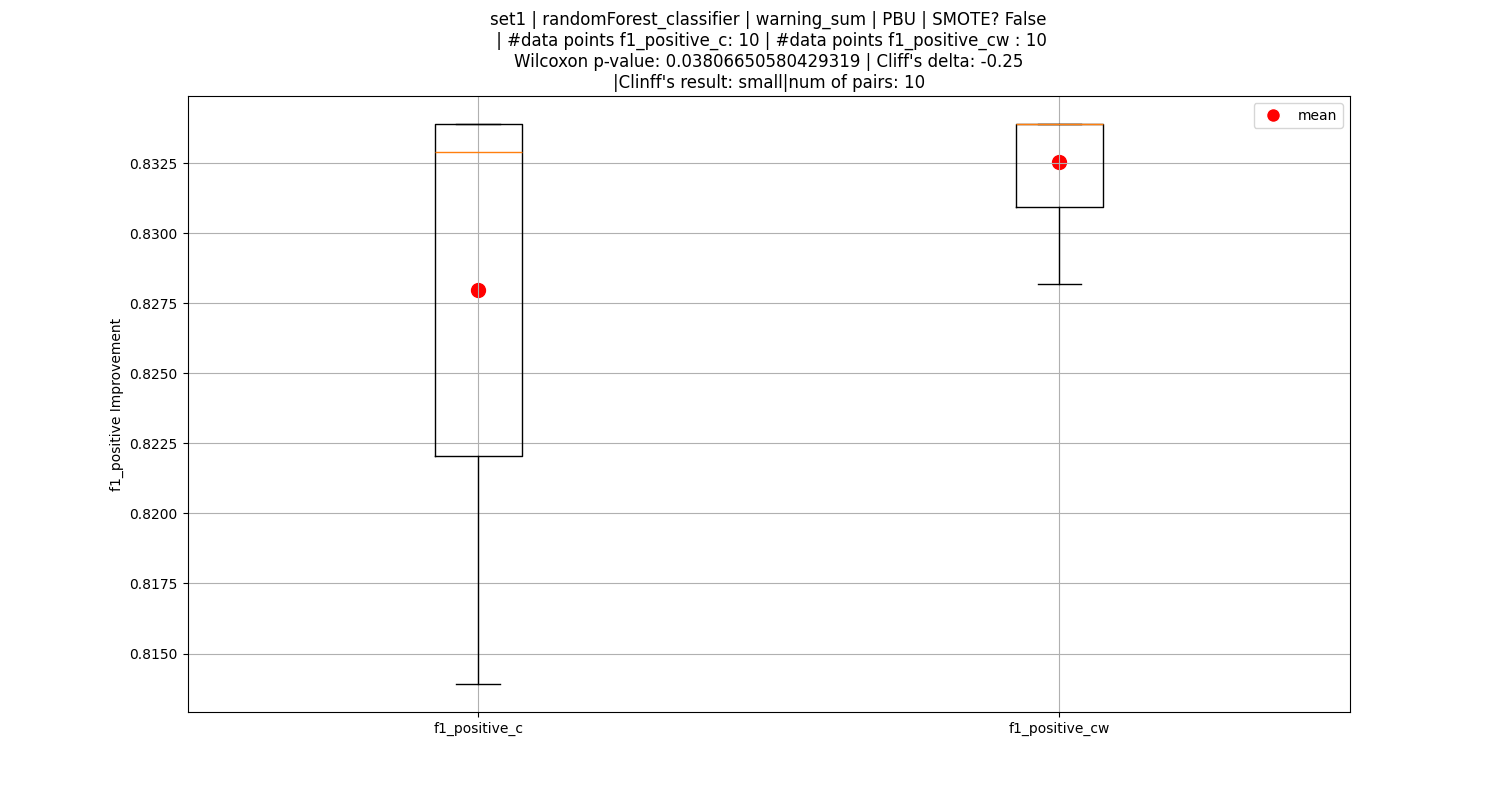 set1 | randomForest_classifier | warning_sum | PBU | SMOTE? False
| #data points f1_positive_c: 10 | #data points f1_positive_cw : 10
Wilcoxon p-value: 0.03806650580429319 | Cliff's delta: -0.25
|Clinff's result: small|num of pairs: 10
mean
f1_positive Improvement
0.8325
0.8300
0.8275
0.8250
0.8225
0.8200
0.8175
0.8150
f1_positive_c
f1_positive_cw